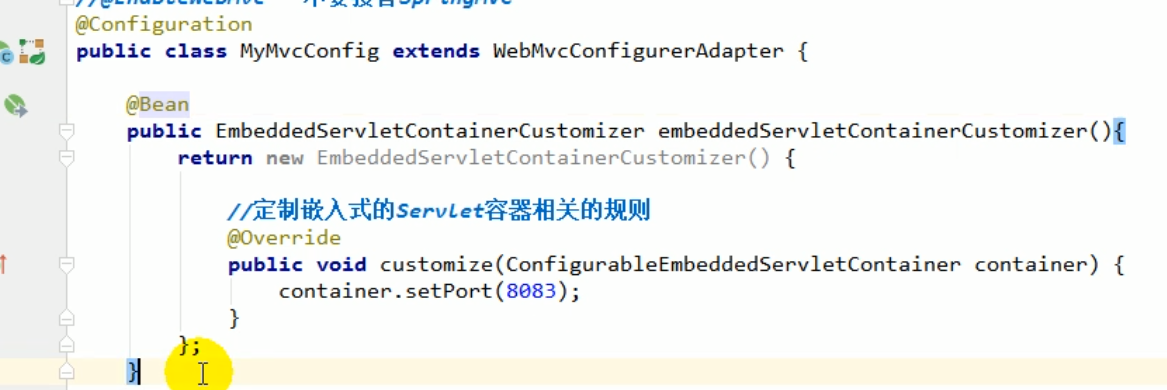 //@EnableWebMvc 不要接管SpringMVC
@Configuration
public class MyMvcConfig extends WebMvcConfigurerAdapter {
@Bean
public EmbeddedServletContainerCustomizer embeddedServletContainerCustomizer(){
return new EmbeddedServletContainerCustomizer() {
//定制嵌入式的Servlet容器相关的规则
@Override
public void customize(ConfigurableEmbeddedServletContainer container) {
container.setPort(8083);
}
};
}